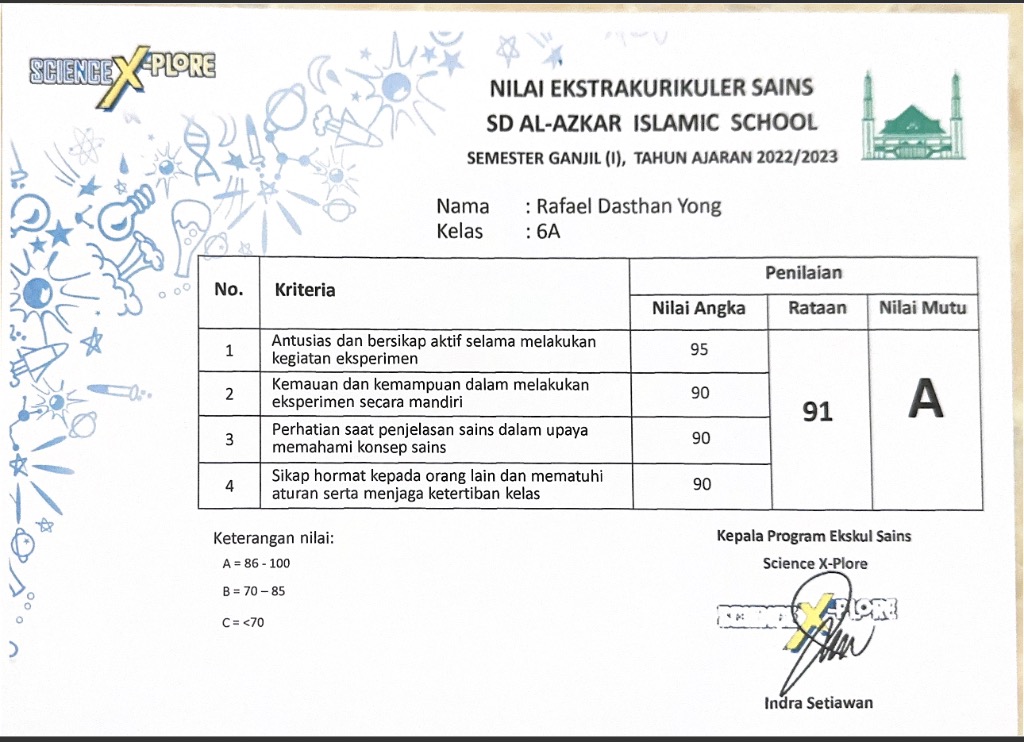 SCIENCE X-PLORE
NILAI EKSTRAKURIKULER SAINS
SD AL-AZKAR ISLAMIC SCHOOL
SEMESTER GANJIL (I), TAHUN AJARAN 2022/2023
Nama : Rafael Dasthan Yong
Kelas : 6A
No. Kriteria Penilaian
Nilai Angka Rataan Nilai Mutu
1 Antusias dan bersikap aktif selama melakukan
kegiatan eksperimen 95
2 Kemauan dan kemampuan dalam melakukan
eksperimen secara mandiri 90
3 Perhatian saat penjelasan sains dalam upaya
memahami konsep sains 90
4 Sikap hormat kepada orang lain dan mematuhi
aturan serta menjaga ketertiban kelas 90
91 A
Keterangan nilai:
A = 86 - 100
B = 70 – 85
C = <70
Kepala Program Ekskul Sains
Science X-Plore
SCIENCE X-PLORE
Indra Setiawan